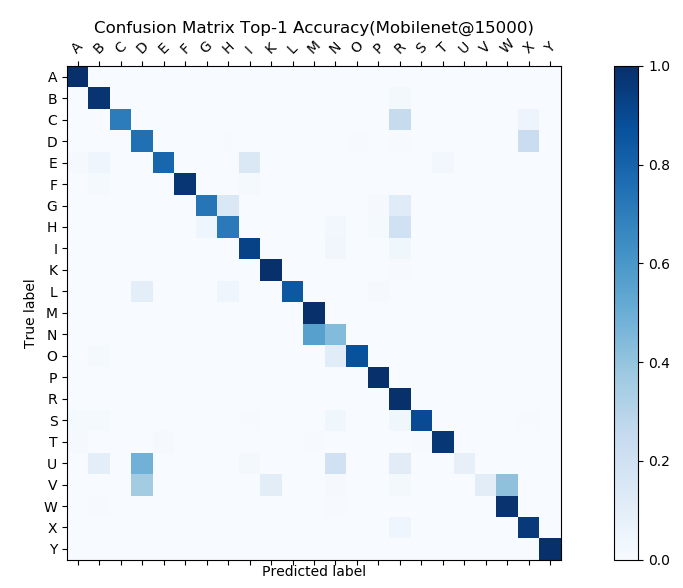 Confusion Matrix Top-1 Accuracy(Mobilenet@15000)
A B C D E F G H I K L M N O P R S T U V W X Y
A
B
C
D
E
F
G
H
I
K
L
M
N
O
P
R
S
T
U
V
W
X
Y
True label
Predicted label
1.0
0.8
0.6
0.4
0.2
0.0